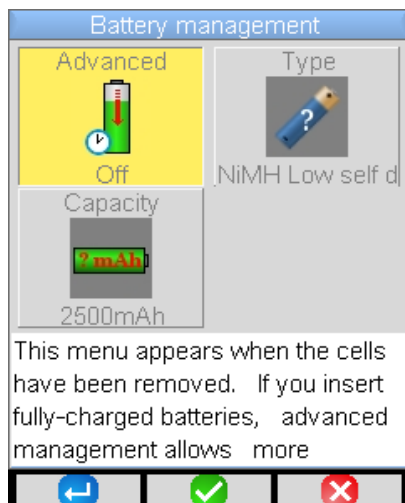 Battery management
Advanced
Off
Type
NiMH Low self d
Capacity
? mAh
2500mAh
This menu appears when the cells
have been removed. If you insert
fully-charged batteries, advanced
management allows more